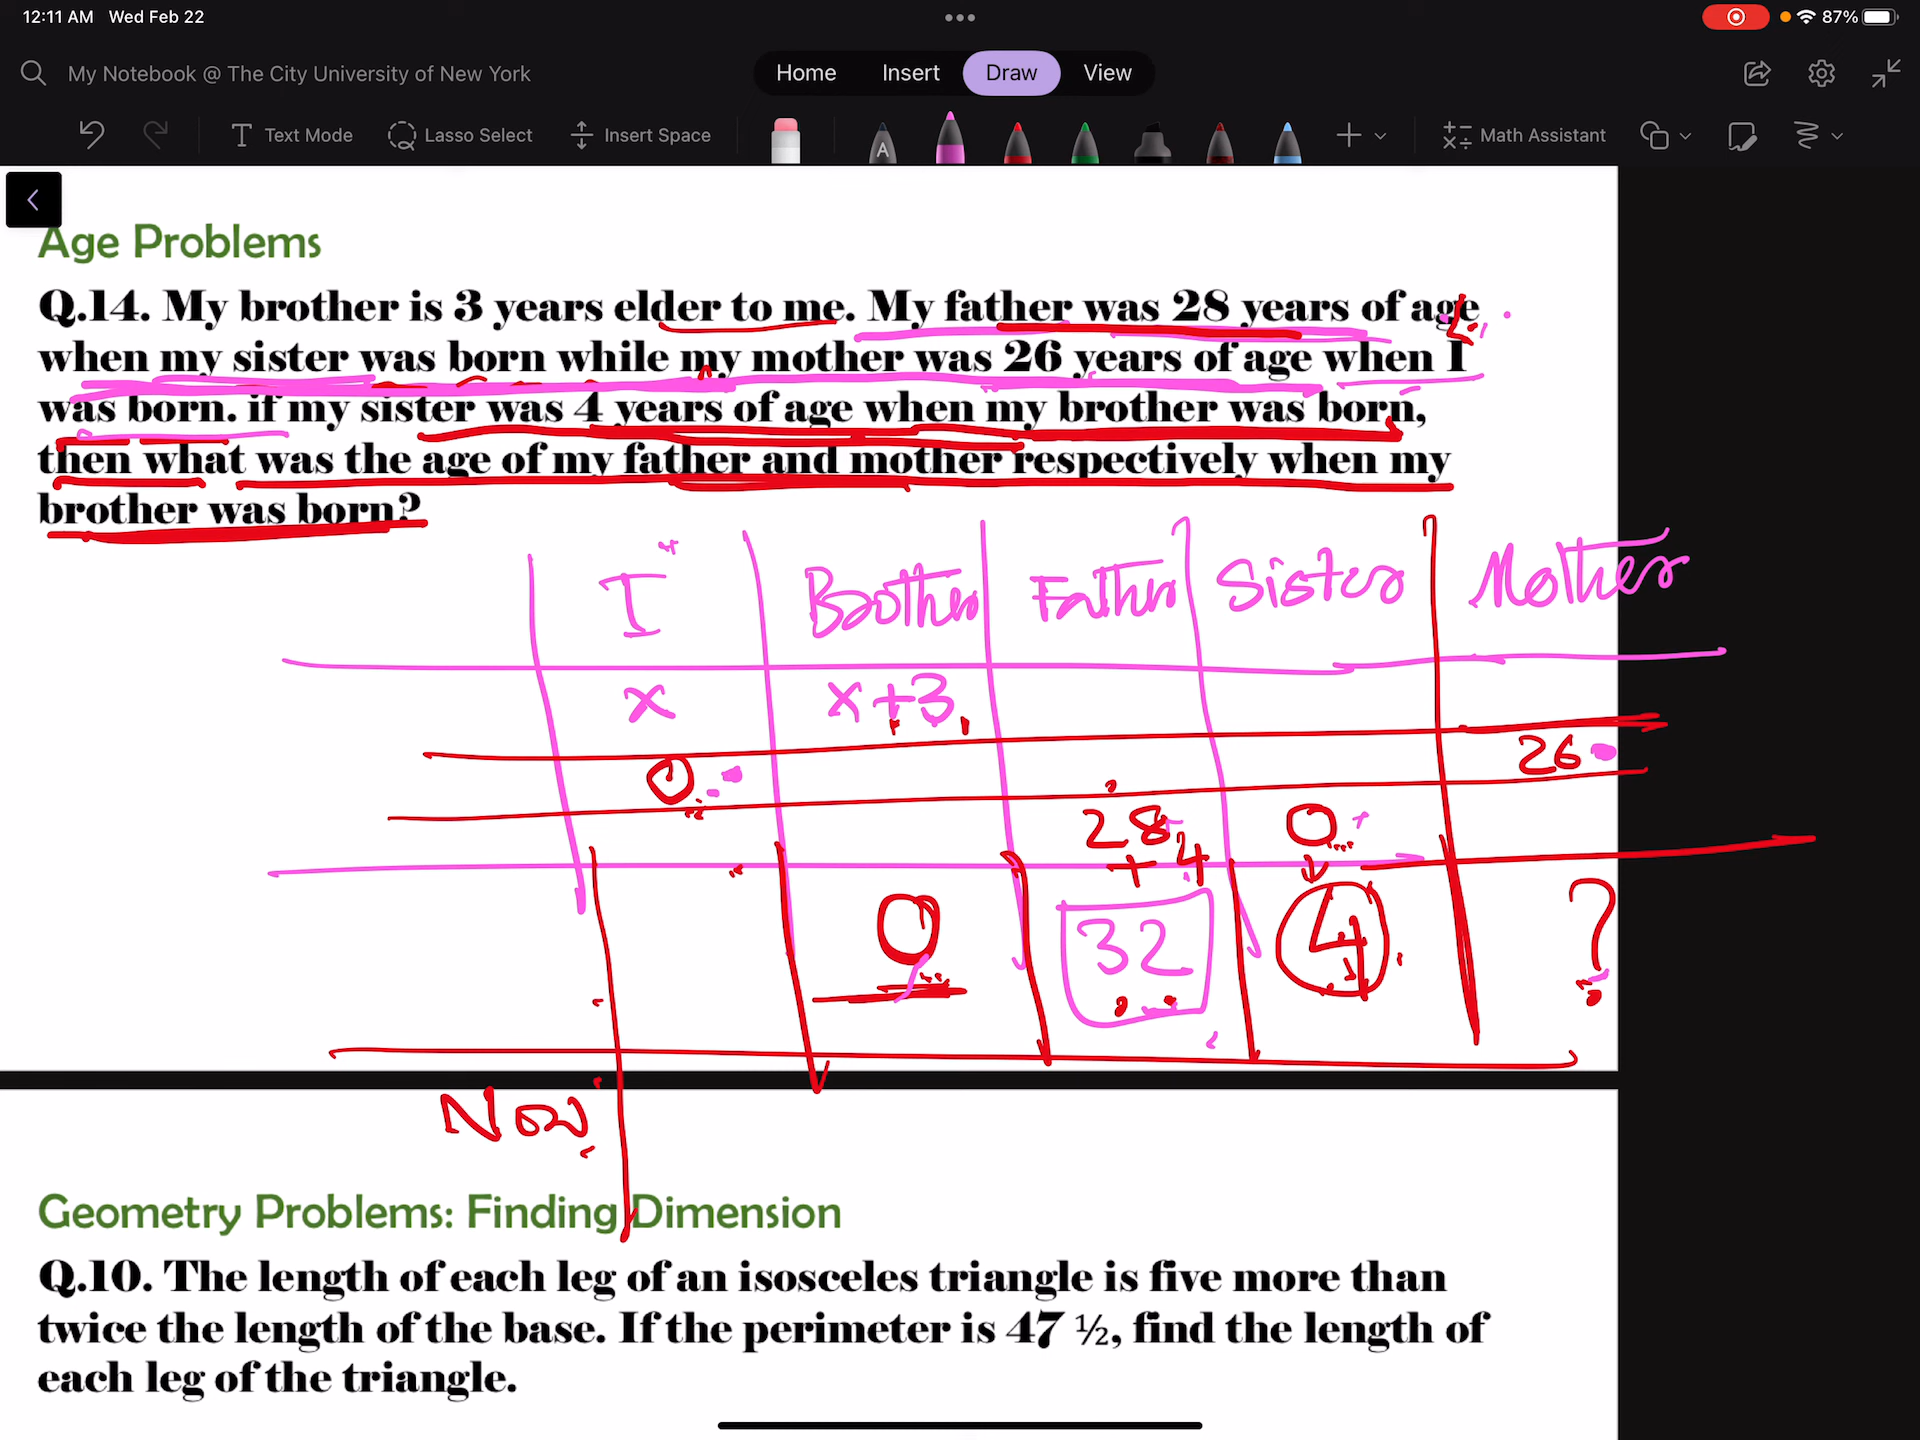 12:11 AM Wed Feb 22
87%
My Notebook @ The City University of New York
Home Insert Draw View
Text Mode Lasso Select Insert Space A Math Assistant
Age Problems
Q.14. My brother is 3 years elder to me. My father was 28 years of age
when my sister was born while my mother was 26 years of age when I
was born. if my sister was 4 years of age when my brother was born,
then what was the age of my father and mother respectively when my
brother was born?
I Brother Father Sister Mother
x x+3
0 26
28 0
+ 4
0 32 4 ?
Now
Geometry Problems: Finding Dimension
Q.10. The length of each leg of an isosceles triangle is five more than
twice the length of the base. If the perimeter is 47 ½, find the length of
each leg of the triangle.